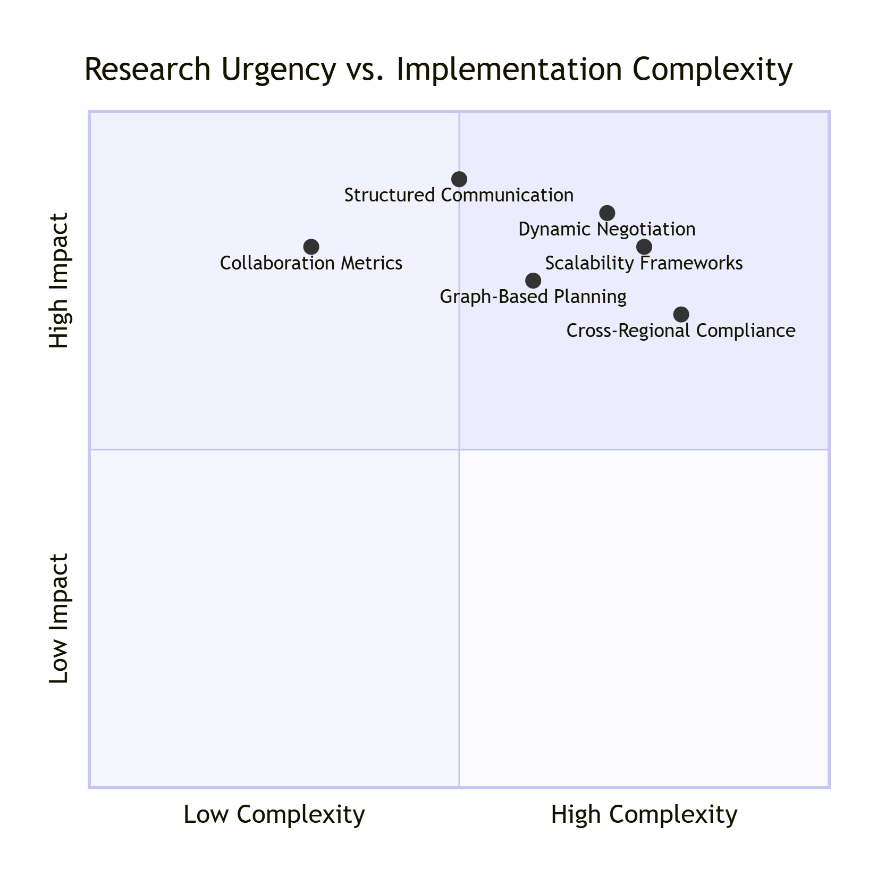 Research Urgency vs. Implementation Complexity
High Impact
Structured Communication
Dynamic Negotiation
Collaboration Metrics
Scalability Frameworks
Graph-Based Planning
Cross-Regional Compliance
Low Impact
Low Complexity
High Complexity